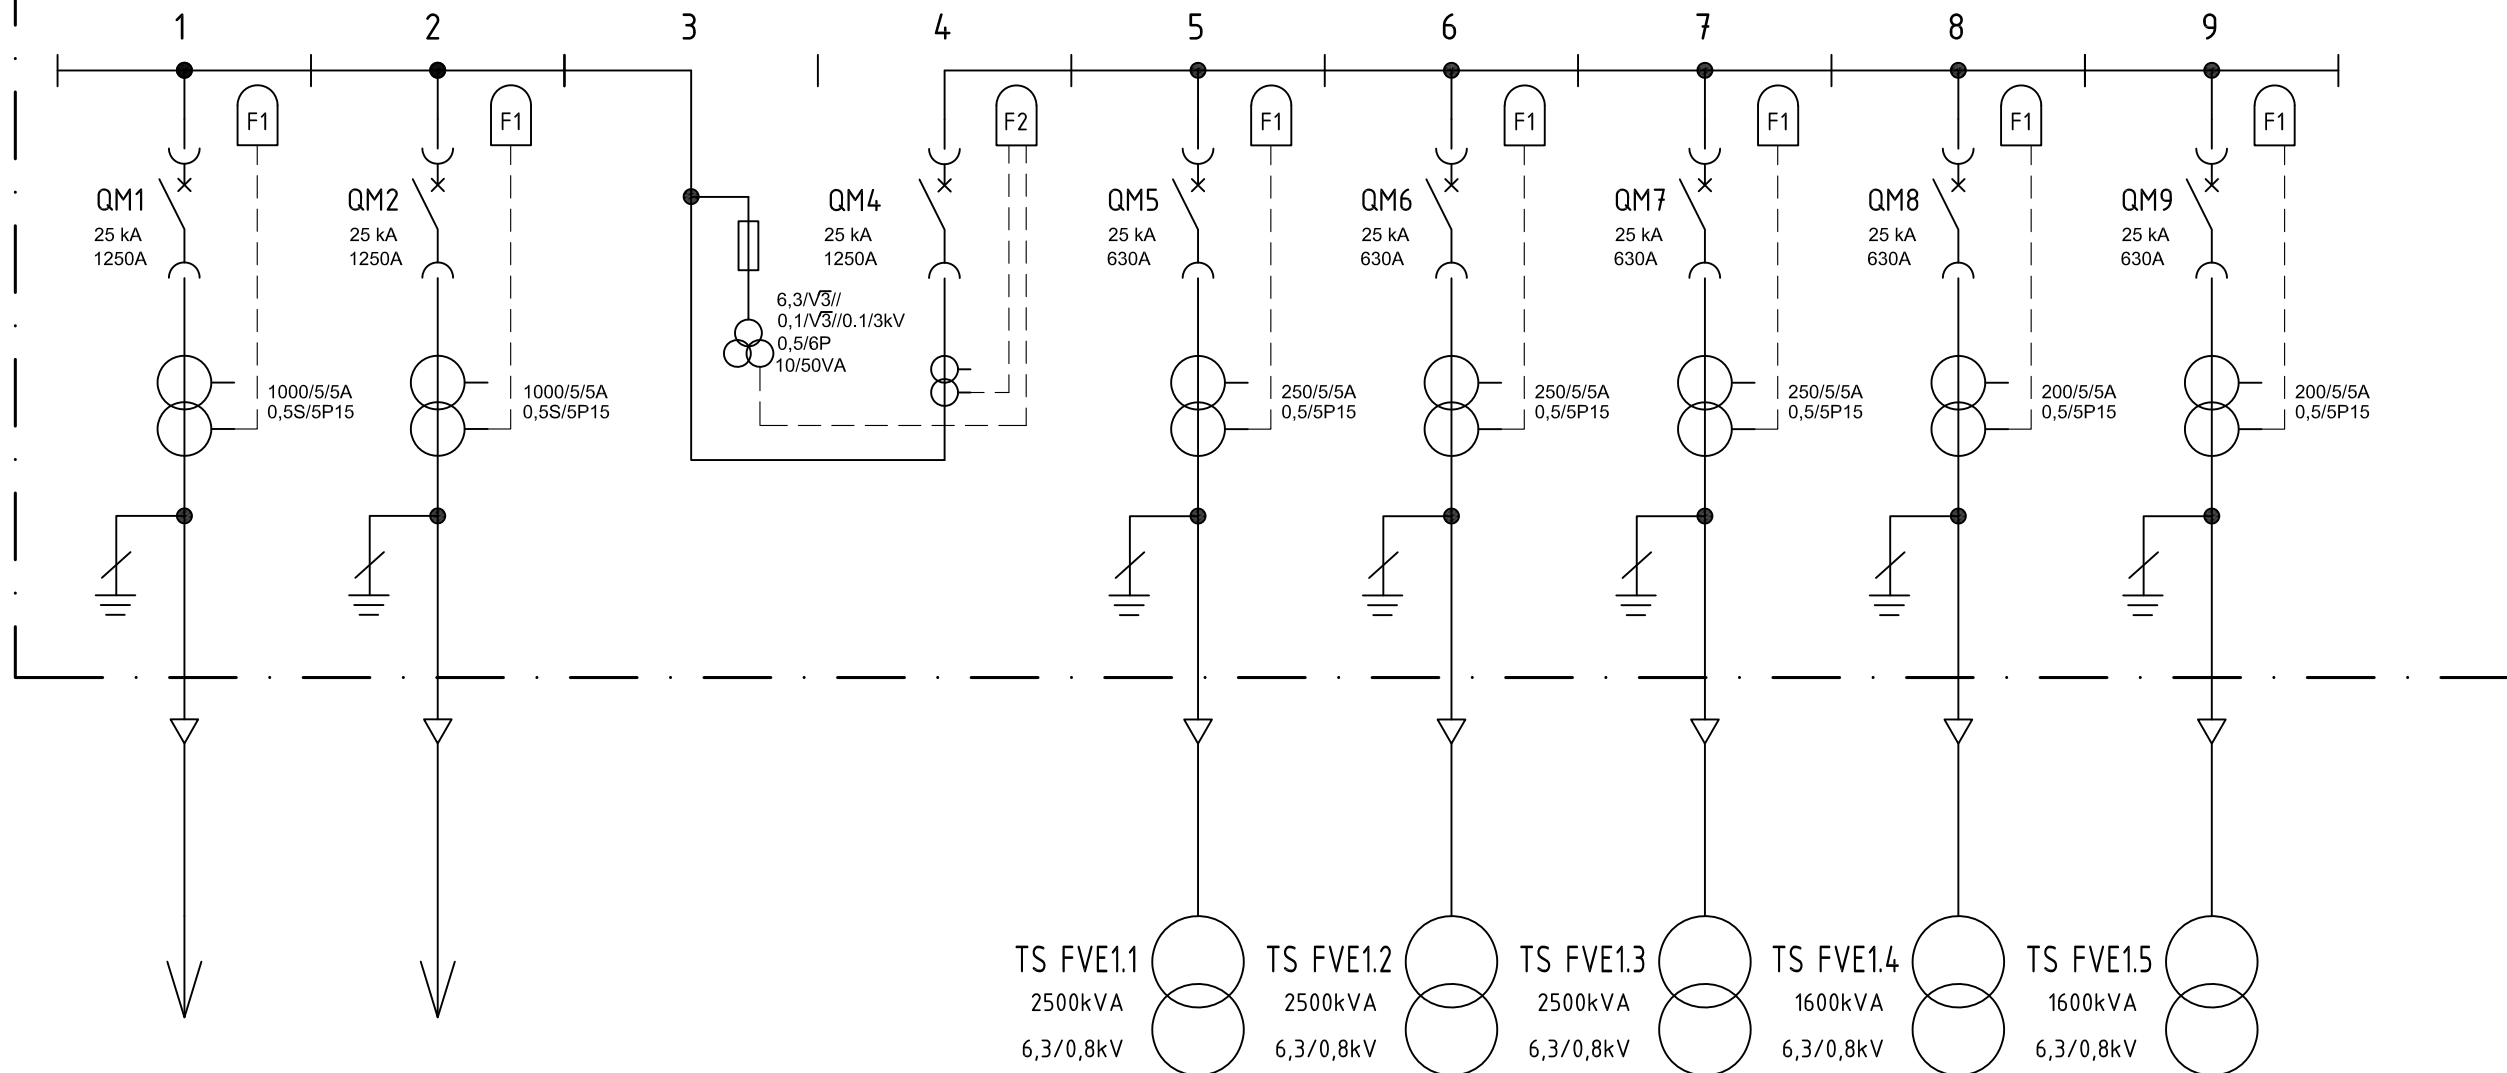 1 2 3 4 5 6 7 8 9
F1 F1 F2 F1 F1 F1 F1 F1
QM1 QM2 QM4 QM5 QM6 QM7 QM8 QM9
25 kA 25 kA 25 kA 25 kA 25 kA 25 kA 25 kA 25 kA
1250A 1250A 1250A 630A 630A 630A 630A 630A
6,3/√3//
0,1/√3//0.1/3kV
0,5/6P
10/50VA
1000/5/5A 1000/5/5A 250/5/5A 250/5/5A 250/5/5A 200/5/5A 200/5/5A
0,5S/5P15 0,5S/5P15 0,5/5P15 0,5/5P15 0,5/5P15 0,5/5P15 0,5/5P15
TS FVE1.1 TS FVE1.2 TS FVE1.3 TS FVE1.4 TS FVE1.5
2500kVA 2500kVA 2500kVA 1600kVA 1600kVA
6,3/0,8kV 6,3/0,8kV 6,3/0,8kV 6,3/0,8kV 6,3/0,8kV